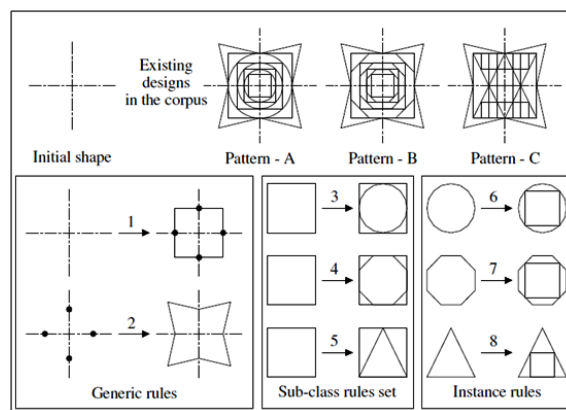 Existing
designs
in the corpus
Initial shape
Pattern - A
Pattern - B
Pattern - C
1
2
Generic rules
3
4
5
Sub-class rules set
6
7
8
Instance rules